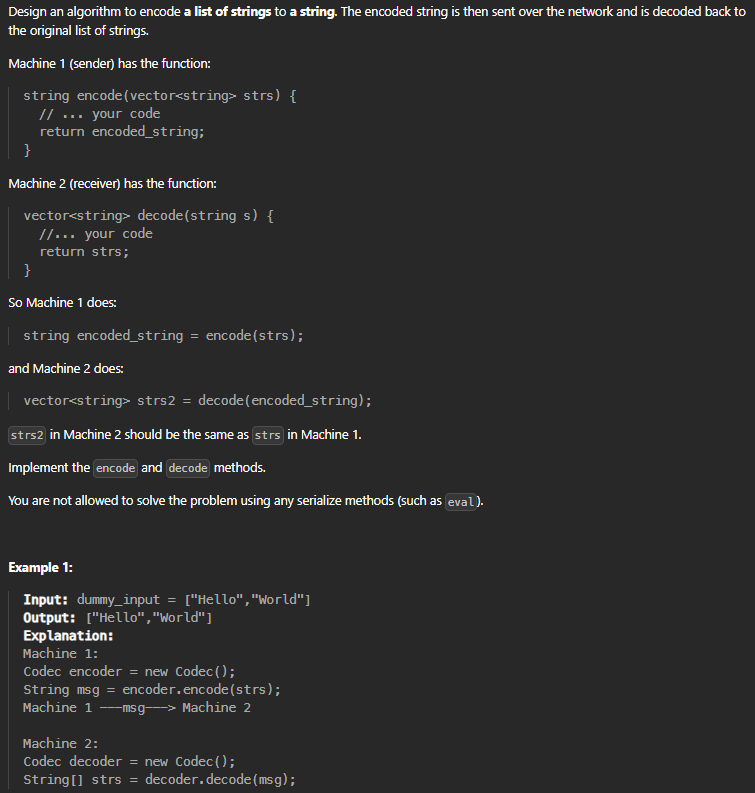 Design an algorithm to encode a list of strings to a string. The encoded string is then sent over the network and is decoded back to
the original list of strings.
Machine 1 (sender) has the function:
string encode(vector<string> strs) {
  // ... your code
  return encoded_string;
}
Machine 2 (receiver) has the function:
vector<string> decode(string s) {
  //... your code
  return strs;
}
So Machine 1 does:
string encoded_string = encode(strs);
and Machine 2 does:
vector<string> strs2 = decode(encoded_string);
strs2 in Machine 2 should be the same as strs in Machine 1.
Implement the encode and decode methods.
You are not allowed to solve the problem using any serialize methods (such as eval).
Example 1:
Input: dummy_input = ["Hello","World"]
Output: ["Hello","World"]
Explanation:
Machine 1:
Codec encoder = new Codec();
String msg = encoder.encode(strs);
Machine 1 ---msg---> Machine 2
Machine 2:
Codec decoder = new Codec();
String[] strs = decoder.decode(msg);